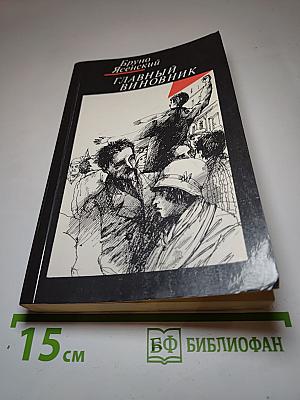 Бруно
Ясенский
ГЛАВНЫЙ
ВИНОВНИК
15 см
БФ БИБЛИОФАН